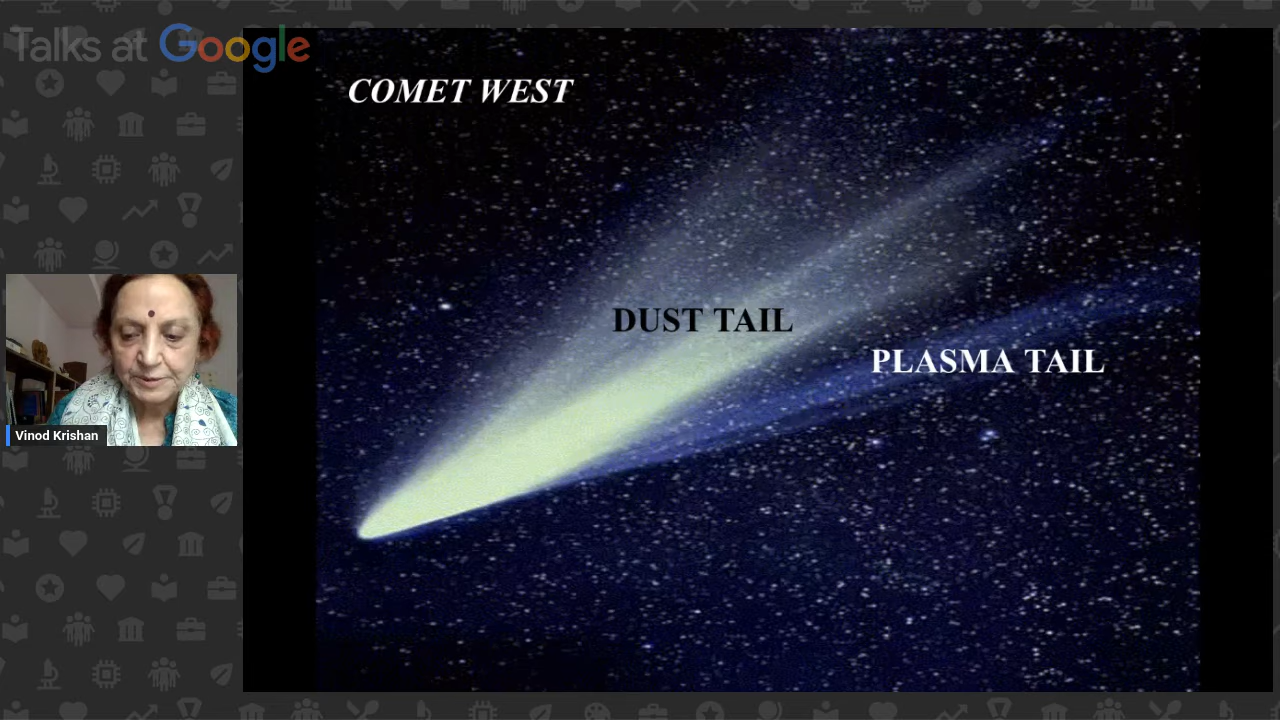 Talks at Google
COMET WEST
DUST TAIL
PLASMA TAIL
Vinod Krishan